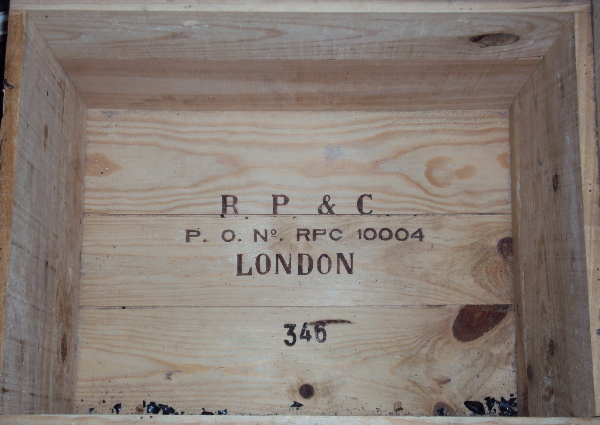 R. P. & C.
P. O. Nº. RPC 10004
LONDON
346